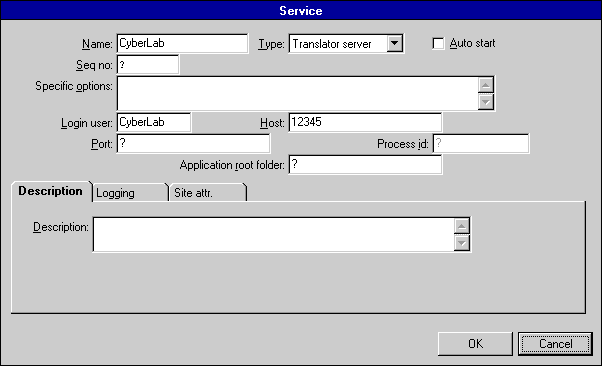 Service
Name: CyberLab Type: Translator server Auto start
Seq no: ?
Specific options:
Login user: CyberLab Host: 12345
Port: ? Process id: ?
Application root folder: ?
Description Logging Site attr.
Description:
OK Cancel